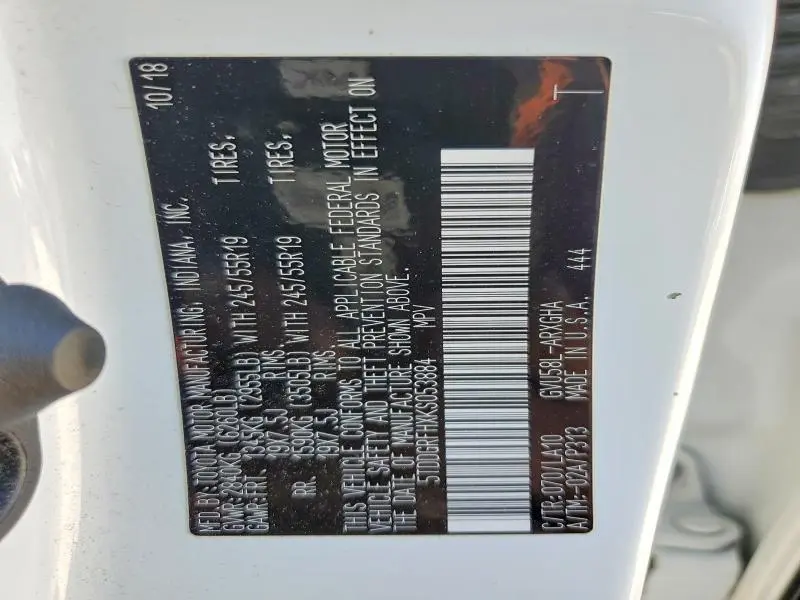 MFD.BY:TOYOTA MOTOR MANUFACTURING, INDIANA, INC. 10/18
GVWR:2840KG (6260LB)
GAWR:FRT. 1345KG (2965LB) WITH 245/55R19 TIRES,
19X7.5J RIMS
RR. 1590KG (3505LB) WITH 245/55R19 TIRES,
19X7.5J RIMS
THIS VEHICLE CONFORMS TO ALL APPLICABLE FEDERAL MOTOR
VEHICLE SAFETY AND THEFT PREVENTION STANDARDS IN EFFECT ON
THE DATE OF MANUFACTURE SHOWN ABOVE.
5TDDGRFHXKS053884 MPV
C/TR:070/LA10 GVU58L-ARXGHA
A/TM:-02A/P313 MADE IN U.S.A. 444
T